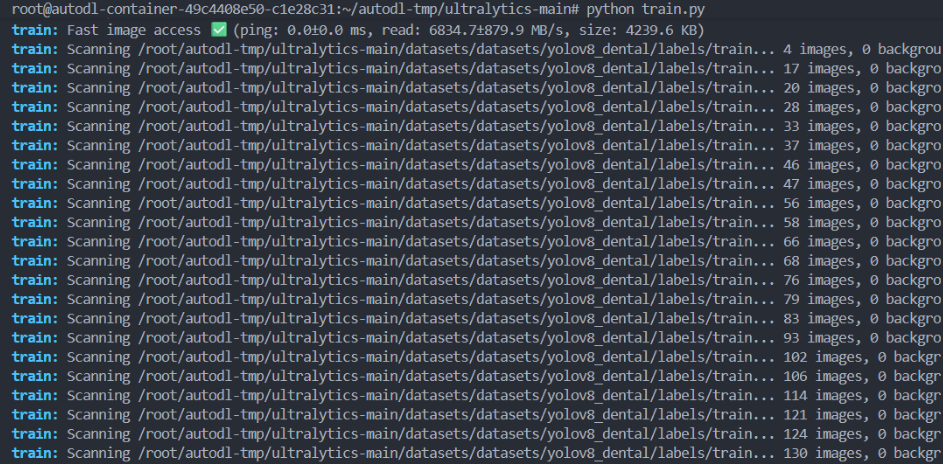 root@autodl-container-49c4408e50-c1e28c31:~/autodl-tmp/ultralytics-main# python train.py
train: Fast image access ✅ (ping: 0.0±0.0 ms, read: 6834.7±879.9 MB/s, size: 4239.6 KB)
train: Scanning /root/autodl-tmp/ultralytics-main/datasets/datasets/yolov8_dental/labels/train... 4 images, 0 backgrou
train: Scanning /root/autodl-tmp/ultralytics-main/datasets/datasets/yolov8_dental/labels/train... 17 images, 0 backgro
train: Scanning /root/autodl-tmp/ultralytics-main/datasets/datasets/yolov8_dental/labels/train... 20 images, 0 backgro
train: Scanning /root/autodl-tmp/ultralytics-main/datasets/datasets/yolov8_dental/labels/train... 28 images, 0 backgro
train: Scanning /root/autodl-tmp/ultralytics-main/datasets/datasets/yolov8_dental/labels/train... 33 images, 0 backgro
train: Scanning /root/autodl-tmp/ultralytics-main/datasets/datasets/yolov8_dental/labels/train... 37 images, 0 backgro
train: Scanning /root/autodl-tmp/ultralytics-main/datasets/datasets/yolov8_dental/labels/train... 46 images, 0 backgro
train: Scanning /root/autodl-tmp/ultralytics-main/datasets/datasets/yolov8_dental/labels/train... 47 images, 0 backgro
train: Scanning /root/autodl-tmp/ultralytics-main/datasets/datasets/yolov8_dental/labels/train... 56 images, 0 backgro
train: Scanning /root/autodl-tmp/ultralytics-main/datasets/datasets/yolov8_dental/labels/train... 58 images, 0 backgro
train: Scanning /root/autodl-tmp/ultralytics-main/datasets/datasets/yolov8_dental/labels/train... 66 images, 0 backgro
train: Scanning /root/autodl-tmp/ultralytics-main/datasets/datasets/yolov8_dental/labels/train... 68 images, 0 backgro
train: Scanning /root/autodl-tmp/ultralytics-main/datasets/datasets/yolov8_dental/labels/train... 76 images, 0 backgro
train: Scanning /root/autodl-tmp/ultralytics-main/datasets/datasets/yolov8_dental/labels/train... 79 images, 0 backgro
train: Scanning /root/autodl-tmp/ultralytics-main/datasets/datasets/yolov8_dental/labels/train... 83 images, 0 backgro
train: Scanning /root/autodl-tmp/ultralytics-main/datasets/datasets/yolov8_dental/labels/train... 93 images, 0 backgro
train: Scanning /root/autodl-tmp/ultralytics-main/datasets/datasets/yolov8_dental/labels/train... 102 images, 0 backgr
train: Scanning /root/autodl-tmp/ultralytics-main/datasets/datasets/yolov8_dental/labels/train... 106 images, 0 backgr
train: Scanning /root/autodl-tmp/ultralytics-main/datasets/datasets/yolov8_dental/labels/train... 114 images, 0 backgr
train: Scanning /root/autodl-tmp/ultralytics-main/datasets/datasets/yolov8_dental/labels/train... 121 images, 0 backgr
train: Scanning /root/autodl-tmp/ultralytics-main/datasets/datasets/yolov8_dental/labels/train... 124 images, 0 backgr
train: Scanning /root/autodl-tmp/ultralytics-main/datasets/datasets/yolov8_dental/labels/train... 130 images, 0 backgr